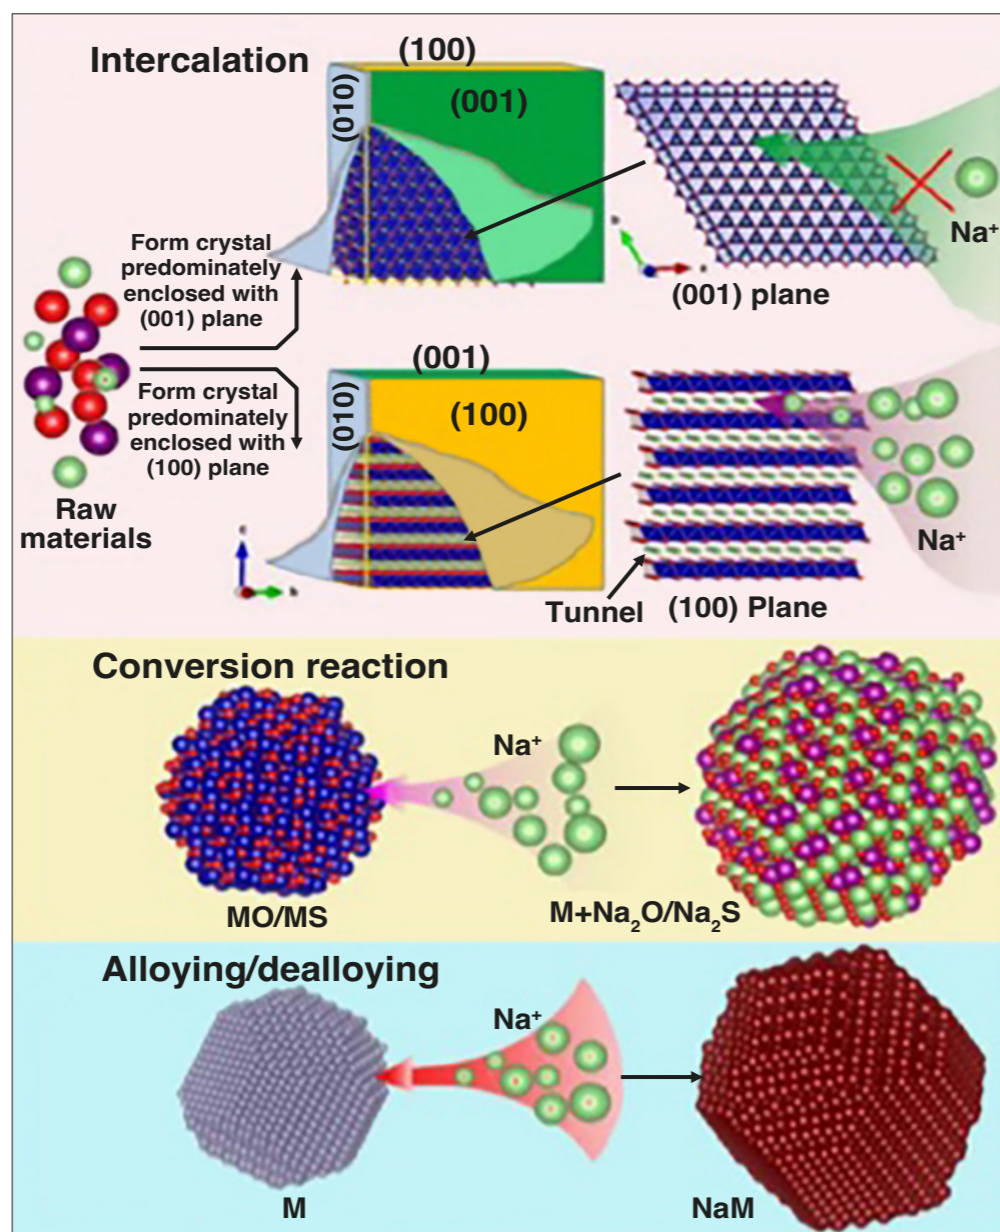 Intercalation
(100)
(010)
(001)
Na⁺
(001) plane
Form crystal
predominately
enclosed with
(001) plane
Form crystal
predominately
enclosed with
(100) plane
Raw
materials
(001)
(010)
(100)
Na⁺
Tunnel
(100) Plane
Conversion reaction
Na⁺
MO/MS
M+Na₂O/Na₂S
Alloying/dealloying
Na⁺
M
NaM